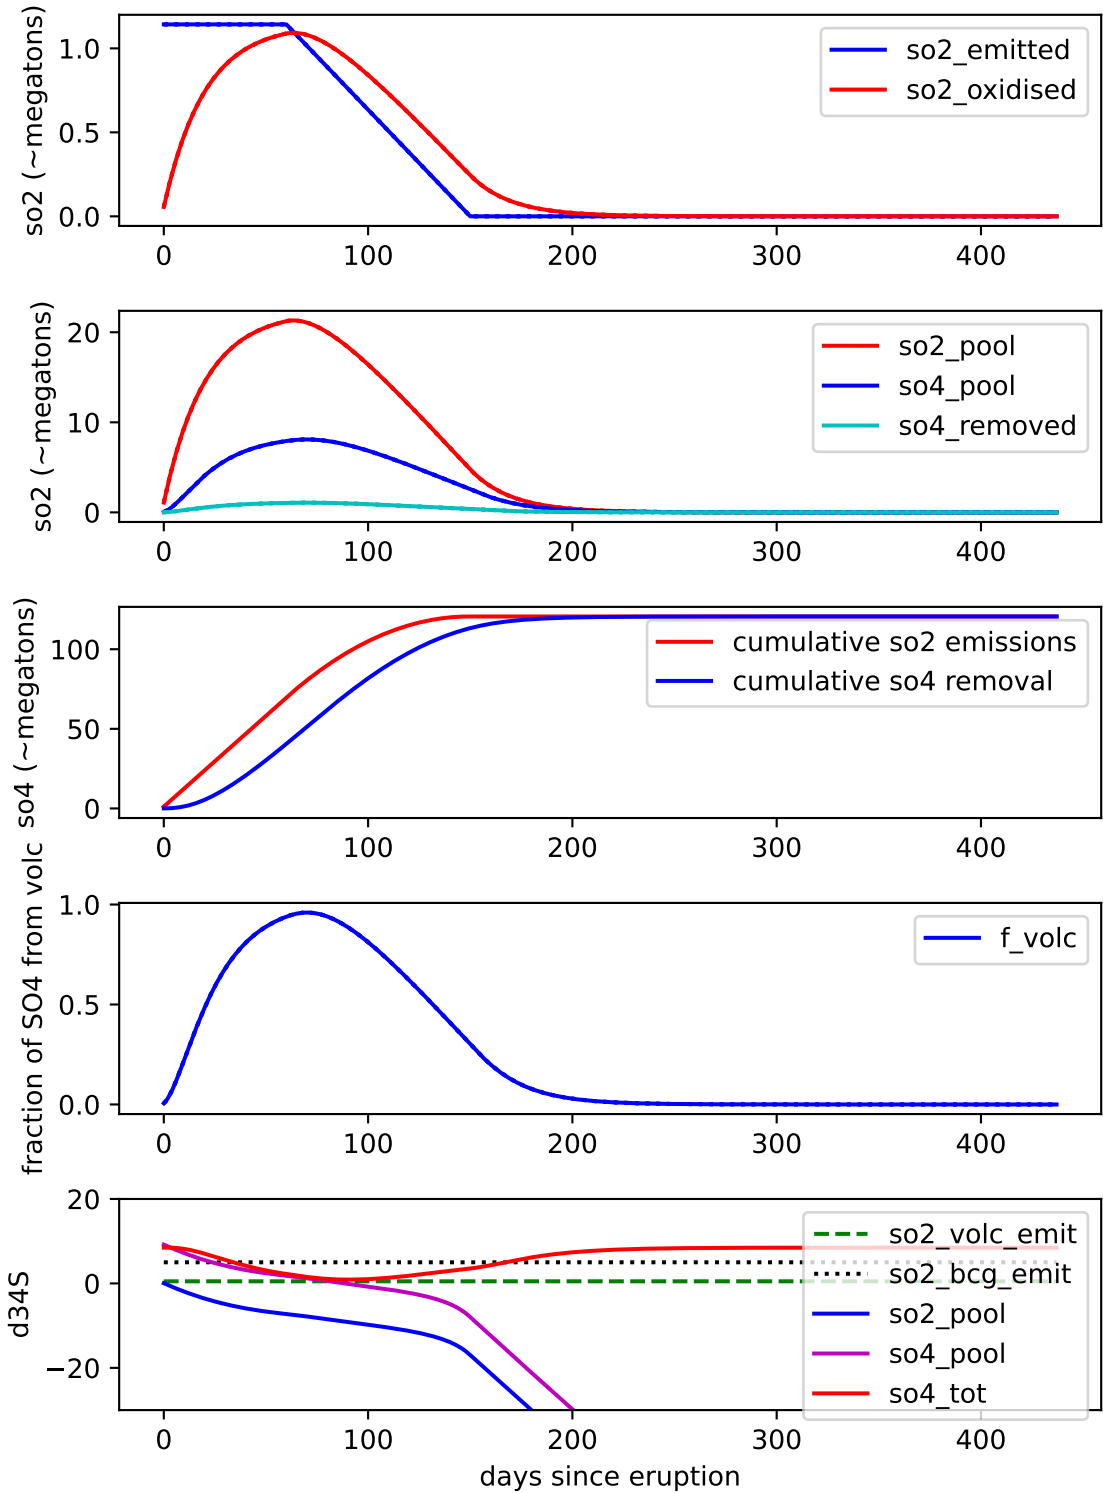 so2 (~megatons)
1.0
0.5
0.0
so2_emitted
so2_oxidised
0 100 200 300 400
so2 (~megatons)
20
10
0
so2_pool
so4_pool
so4_removed
0 100 200 300 400
so4 (~megatons)
100
50
0
cumulative so2 emissions
cumulative so4 removal
0 100 200 300 400
fraction of SO4 from volc
1.0
0.5
0.0
f_volc
0 100 200 300 400
d34S
20
0
−20
so2_volc_emit
so2_bcg_emit
so2_pool
so4_pool
so4_tot
0 100 200 300 400
days since eruption